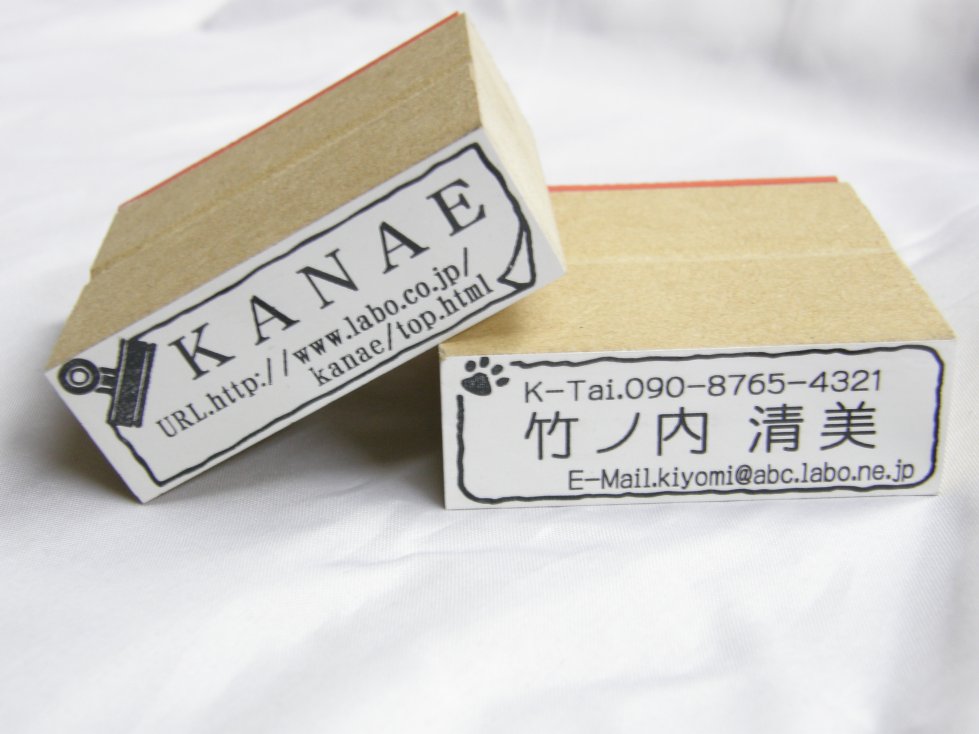 KANAE
URL.http://www.labo.co.jp/
kanae/top.html
K-Tai.090-8765-4321
竹ノ内 清美
E-Mail.kiyomi@abc.labo.ne.jp